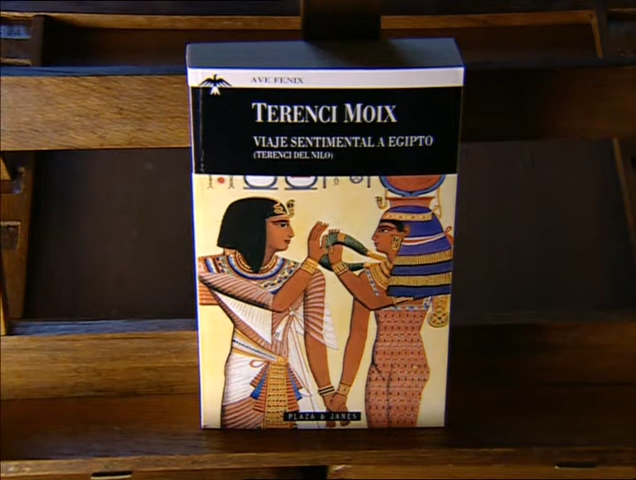 AVE FENIX
TERENCI MOIX
VIAJE SENTIMENTAL A EGIPTO
(TERENCI DEL NILO)
PLAZA & JANES